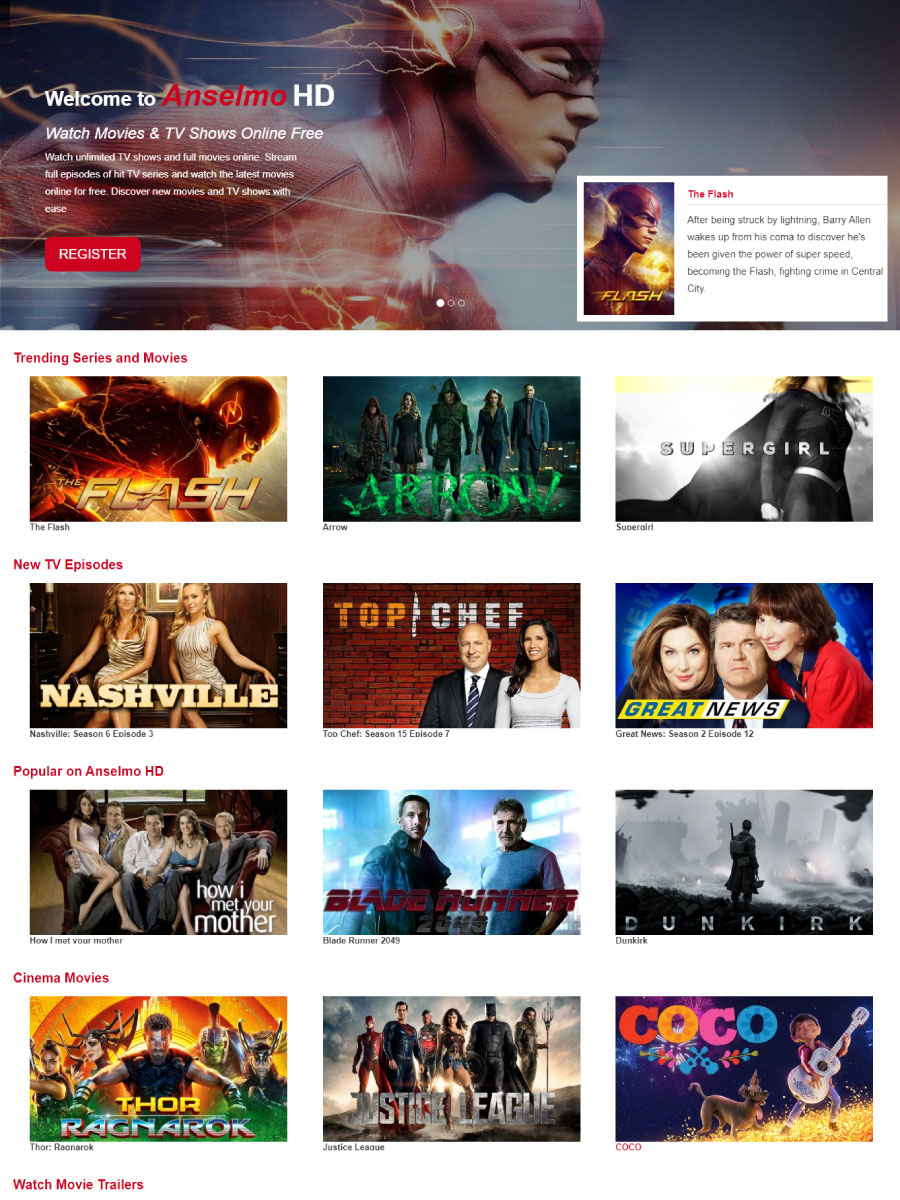 Welcome to Anselmo HD
Watch Movies & TV Shows Online Free
Watch unlimited TV shows and full movies online. Stream
full episodes of hit TV series and watch the latest movies
online for free. Discover new movies and TV shows with
ease
REGISTER
FLASH
The Flash
After being struck by lightning, Barry Allen
wakes up from his coma to discover he's
been given the power of super speed,
becoming the Flash, fighting crime in Central
City.
Trending Series and Movies
THE FLASH
The Flash
ARROW
Arrow
SUPERGIRL
Supergirl
New TV Episodes
NASHVILLE
Nashville: Season 6 Episode 3
TOP CHEF
Top Chef: Season 15 Episode 7
GREAT NEWS
Great News: Season 2 Episode 12
Popular on Anselmo HD
how i
met your
mother
How I met your mother
BLADE RUNNER
2049
Blade Runner 2049
DUNKIRK
Dunkirk
Cinema Movies
THOR
RAGNAROK
Thor: Ragnarok
JUSTICE LEAGUE
Justice League
COCO
COCO
Watch Movie Trailers